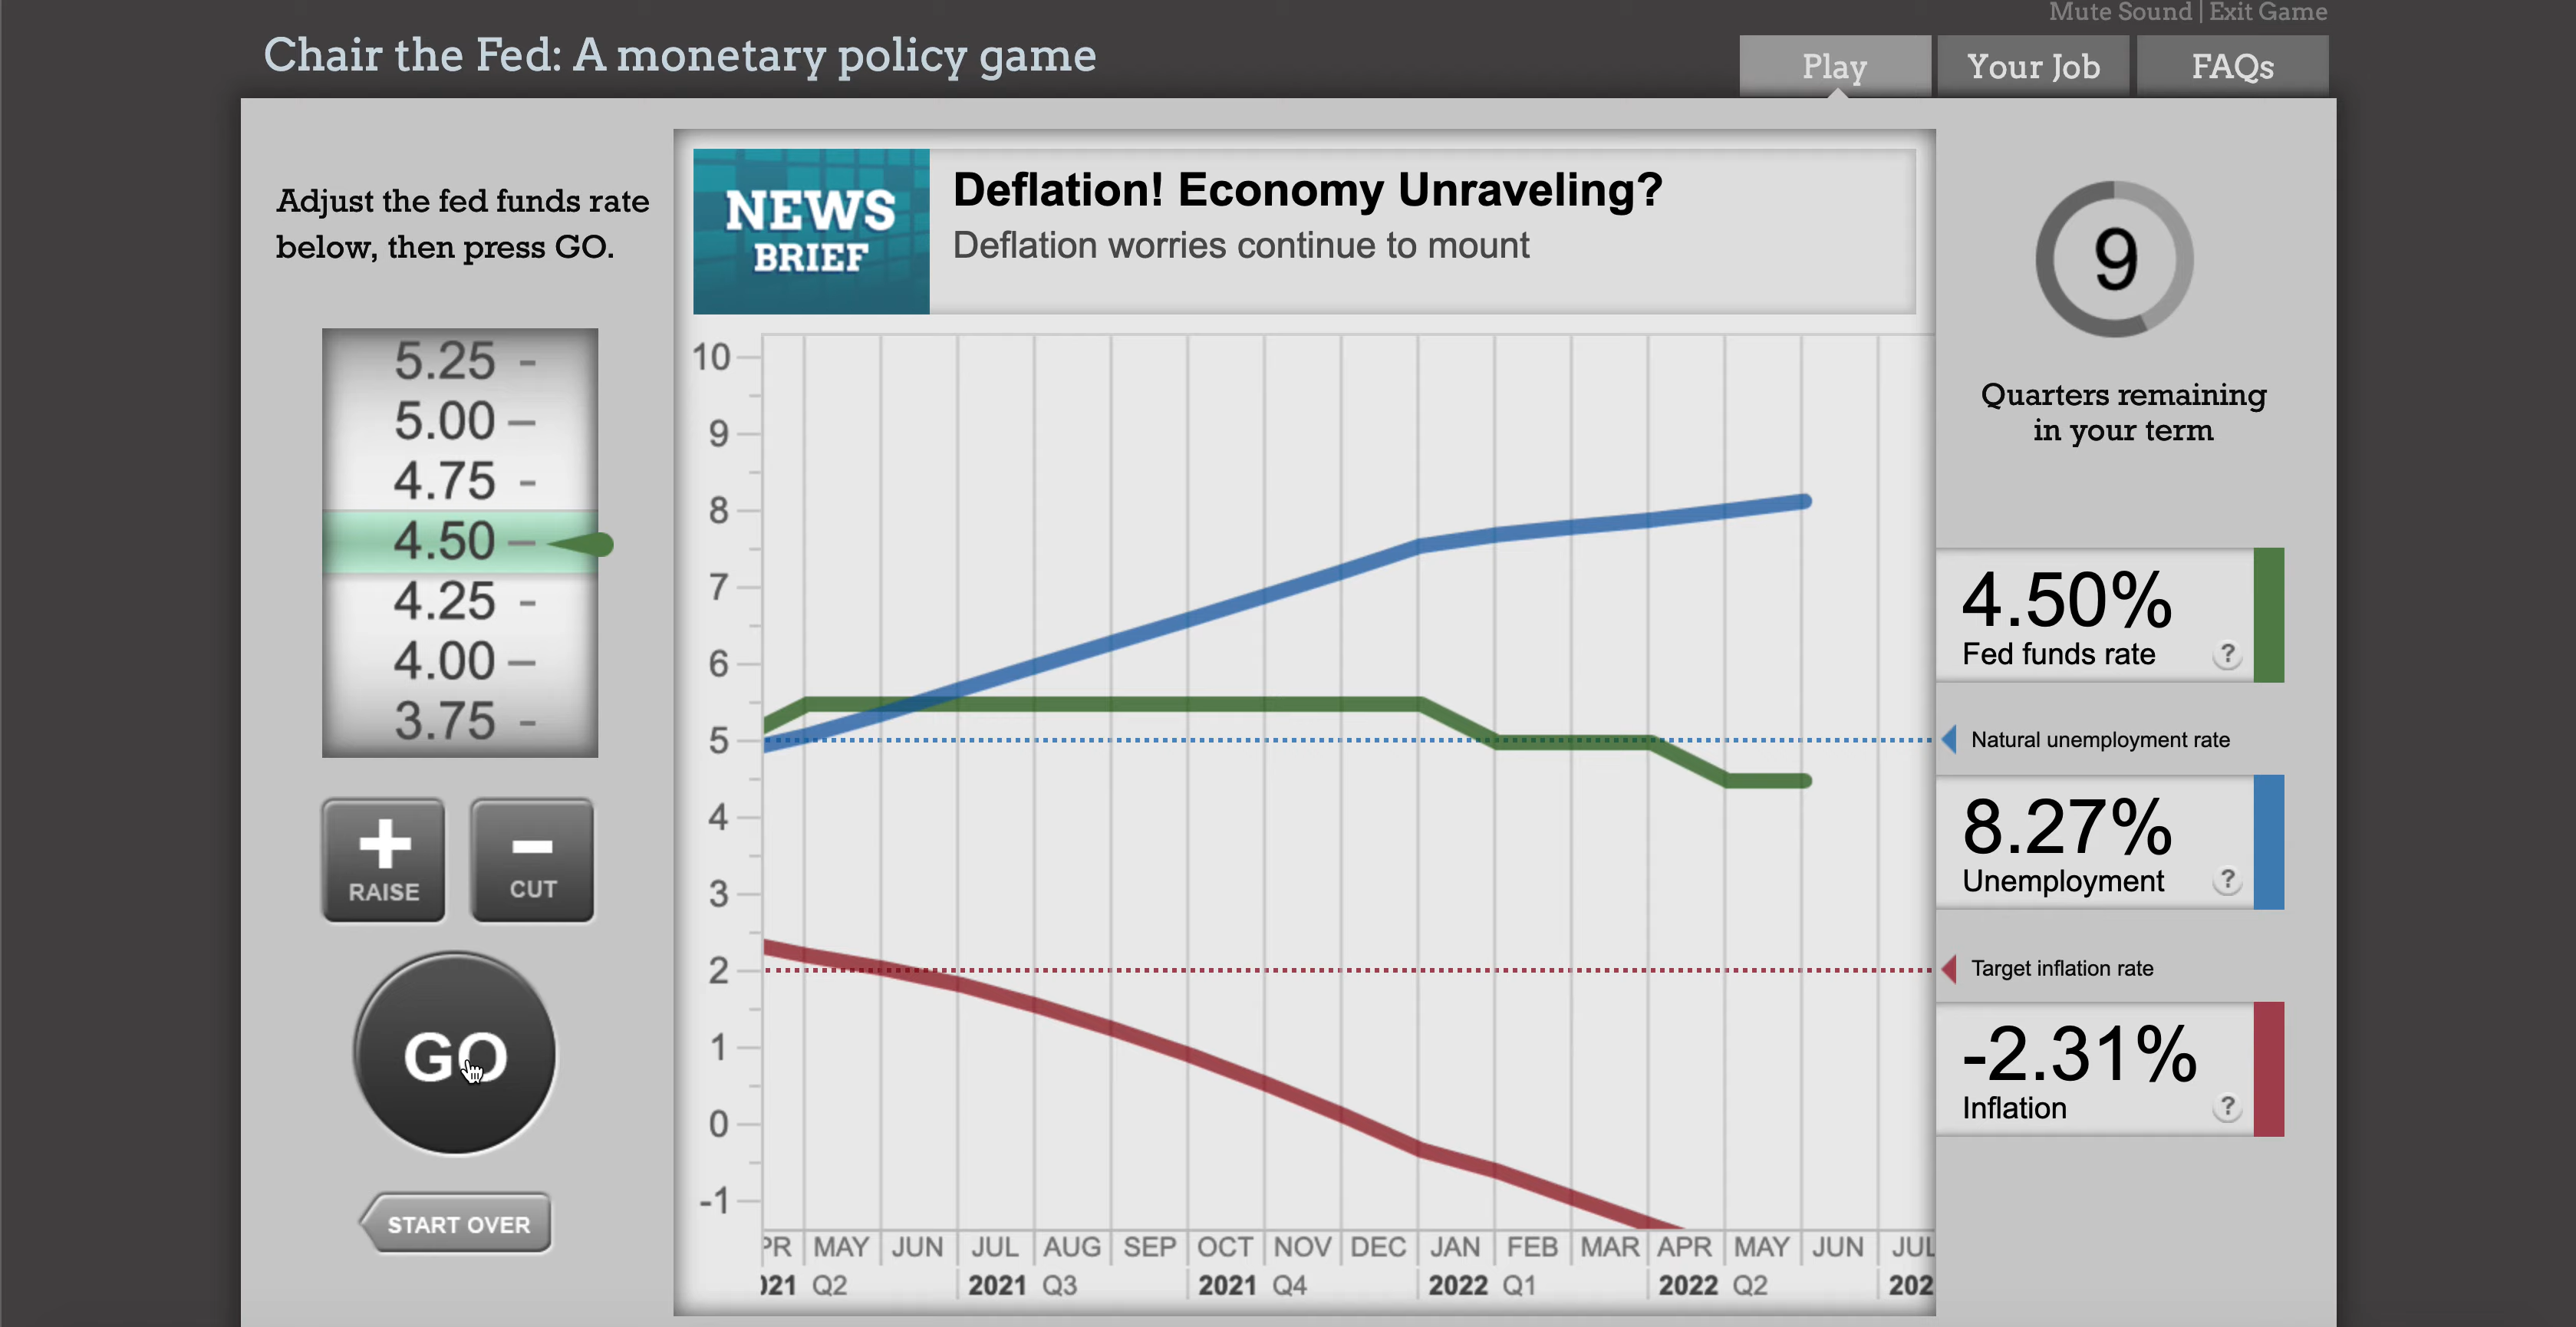 Mute Sound | Exit Game
Chair the Fed: A monetary policy game
Play
Your Job
FAQs
Adjust the fed funds rate
below, then press GO.
5.25
5.00
4.75
4.50
4.25
4.00
3.75
+
RAISE
−
CUT
GO
START OVER
NEWS
BRIEF
Deflation! Economy Unraveling?
Deflation worries continue to mount
10
9
8
7
6
5
4
3
2
1
0
-1
PR MAY JUN JUL AUG SEP OCT NOV DEC JAN FEB MAR APR MAY JUN JUL
021 Q2 2021 Q3 2021 Q4 2022 Q1 2022 Q2 202
9
Quarters remaining
in your term
4.50%
Fed funds rate ?
Natural unemployment rate
8.27%
Unemployment ?
Target inflation rate
-2.31%
Inflation ?